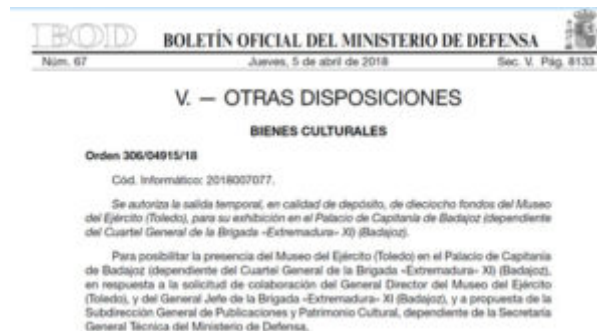 BOD BOLETÍN OFICIAL DEL MINISTERIO DE DEFENSA
Núm. 67 Jueves, 5 de abril de 2018 Sec. V. Pág. 8133
V. — OTRAS DISPOSICIONES
BIENES CULTURALES
Orden 306/04915/18
Cód. Informático: 2018007077.
Se autoriza la salida temporal, en calidad de depósito, de dieciocho fondos del Museo
del Ejército (Toledo), para su exhibición en el Palacio de Capitanía de Badajoz (dependiente
del Cuartel General de la Brigada «Extremadura» XI) (Badajoz).
Para posibilitar la presencia del Museo del Ejército (Toledo) en el Palacio de Capitanía
de Badajoz (dependiente del Cuartel General de la Brigada «Extremadura» XI) (Badajoz),
en respuesta a la solicitud de colaboración del General Director del Museo del Ejército
(Toledo), y del General Jefe de la Brigada «Extremadura» XI (Badajoz), y a propuesta de la
Subdirección General de Publicaciones y Patrimonio Cultural, dependiente de la Secretaría
General Técnica del Ministerio de Defensa,